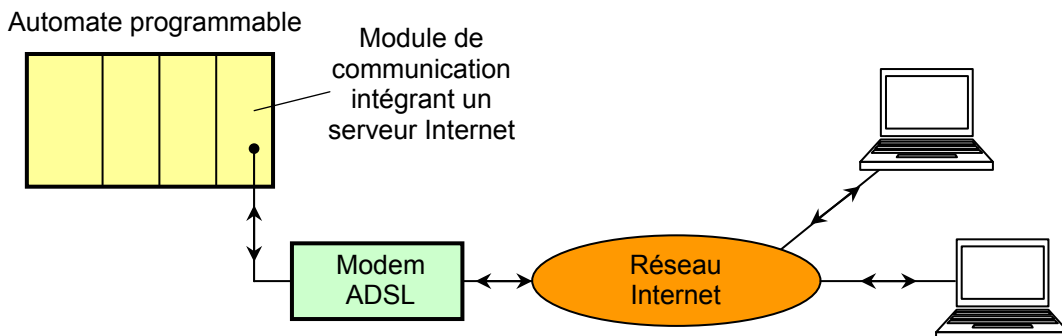 Automate programmable
Module de
communication
intégrant un
serveur Internet
Modem
ADSL
Réseau
Internet